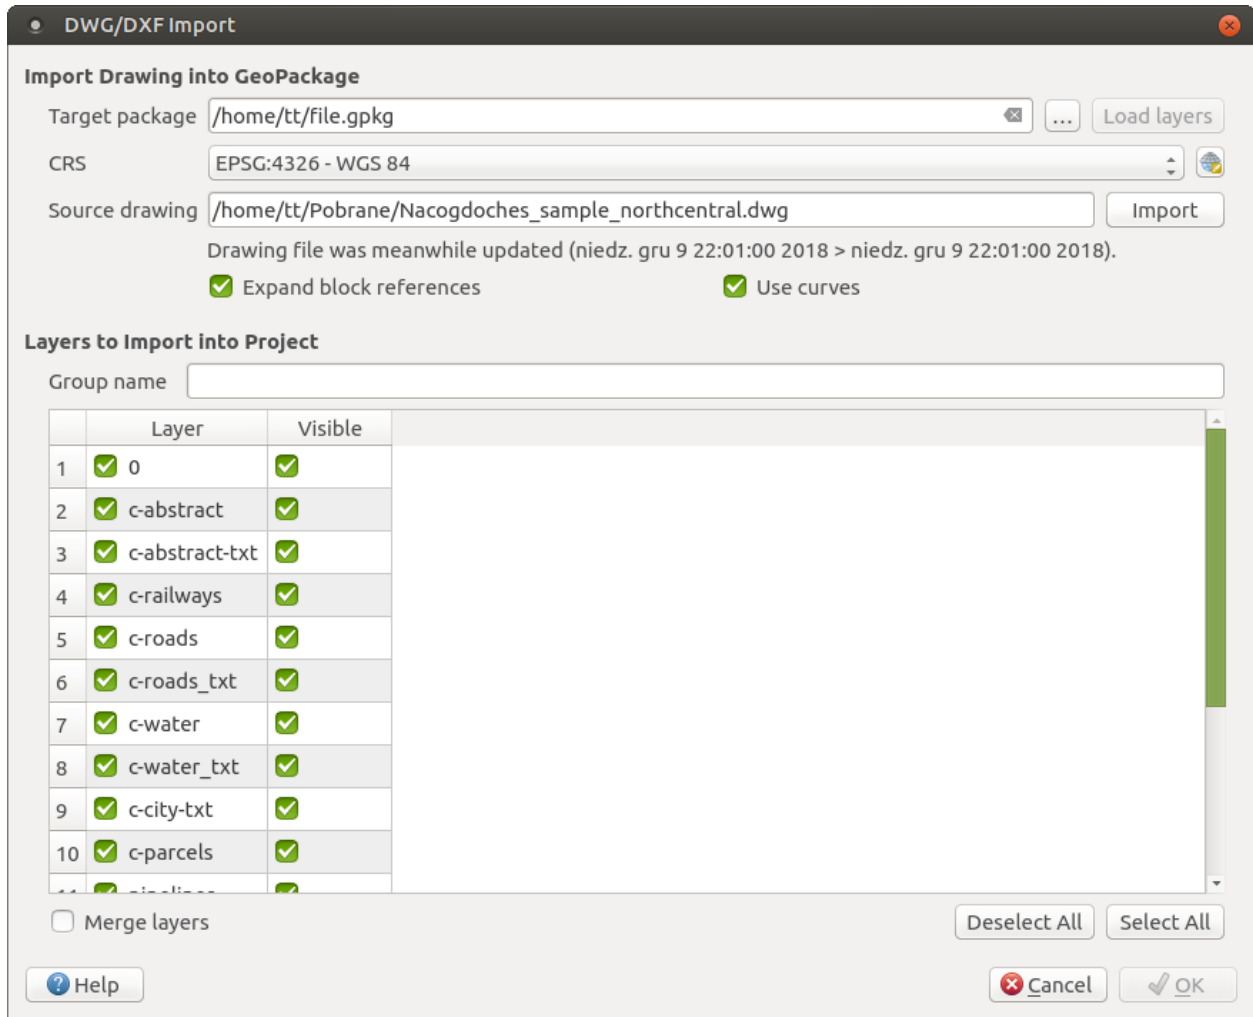 DWG/DXF Import
Import Drawing into GeoPackage
Target package /home/tt/file.gpkg ... Load layers
CRS EPSG:4326 - WGS 84
Source drawing /home/tt/Pobrane/Nacogdoches_sample_northcentral.dwg Import
Drawing file was meanwhile updated (niedz. gru 9 22:01:00 2018 > niedz. gru 9 22:01:00 2018).
Expand block references Use curves
Layers to Import into Project
Group name
Layer Visible
1 0
2 c-abstract
3 c-abstract-txt
4 c-railways
5 c-roads
6 c-roads_txt
7 c-water
8 c-water_txt
9 c-city-txt
10 c-parcels
11 pipelines
Merge layers Deselect All Select All
Help Cancel OK